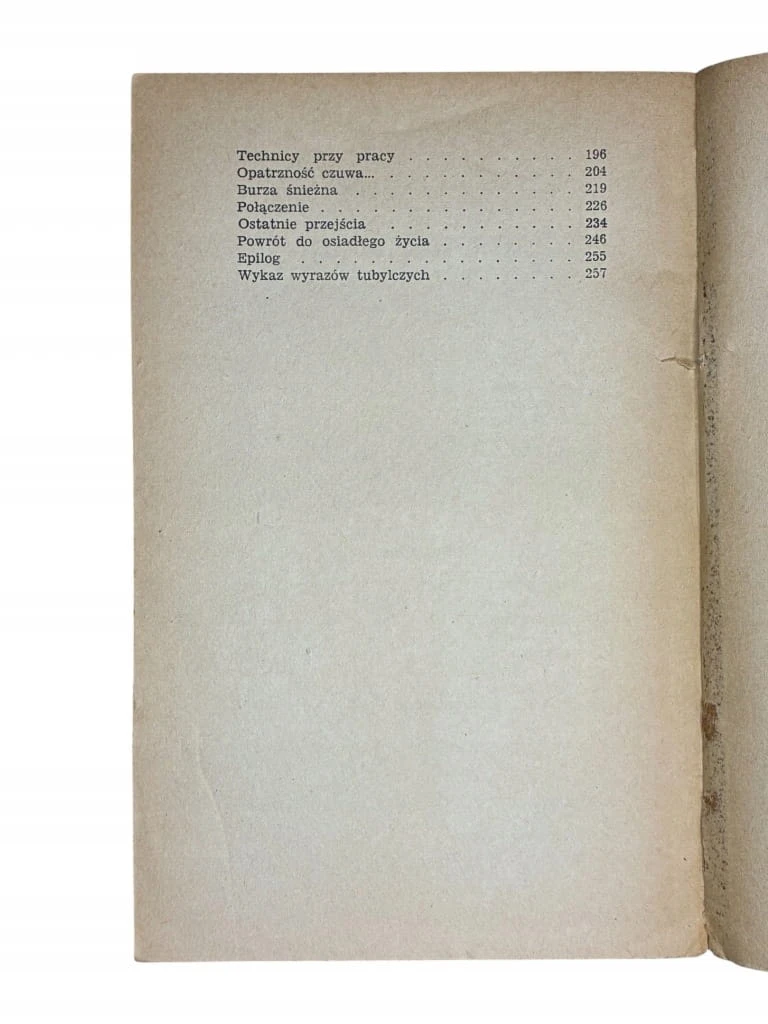 Technicy przy pracy . . . . . . . . . . 196
Opatrzność czuwa... . . . . . . . . . . . 204
Burza śnieżna . . . . . . . . . . . . . 219
Połączenie . . . . . . . . . . . . . . . 226
Ostatnie przejścia . . . . . . . . . . . 234
Powrót do osiadłego życia . . . . . . . . 246
Epilog . . . . . . . . . . . . . . . . 255
Wykaz wyrazów tubylczych . . . . . . . . 257